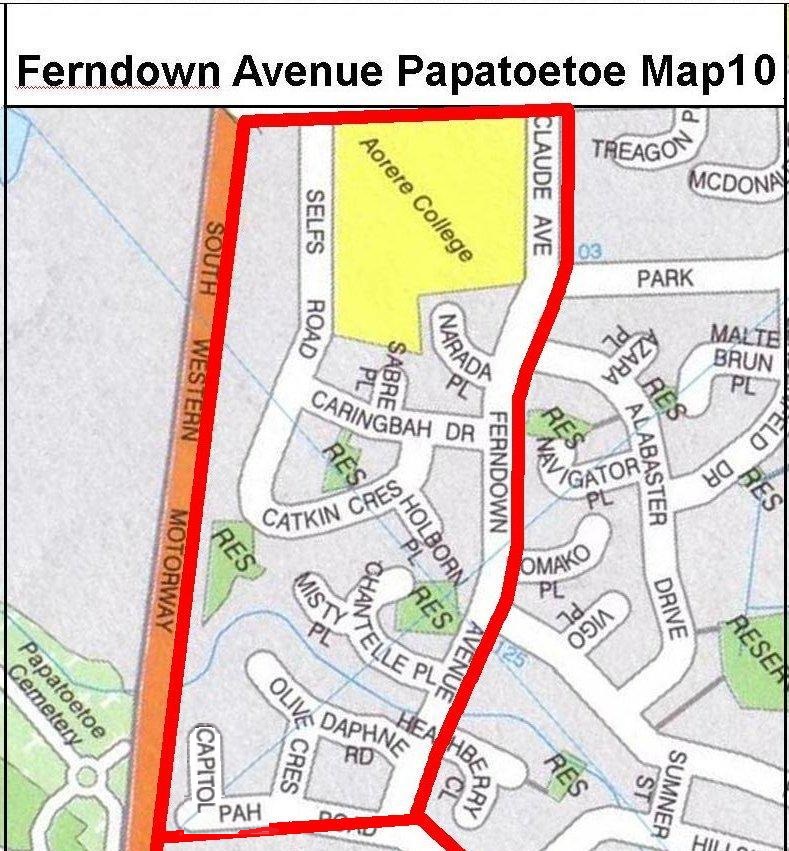 Ferndown Avenue Papatoetoe Map10
Aorere College
CLAUDE AVE
TREAGON P
MCDONA
SELFS ROAD
03
PARK
SOUTH WESTERN MOTORWAY
NARADA PL
SABRE PL
AZARA PL
MALTE
BRUN
PL
RES
CARINGBAH DR
FERNDOWN AVENUE
RES
ALABASTER DRIVE
NAVIGATOR
PL
FIELD DR
RES
RES
CATKIN CRES
HOLBORN PL
RES
OMAKO
PL
CHANTELLE PL
MISTY PL
RES
VIGO PL
125
RESER
Papatoetoe
Cemetery
OLIVE CRES
DAPHNE
RD
HEATHBERRY CL
RES
CAPITOL
PAH ROAD
SUMNER ST
HILLS